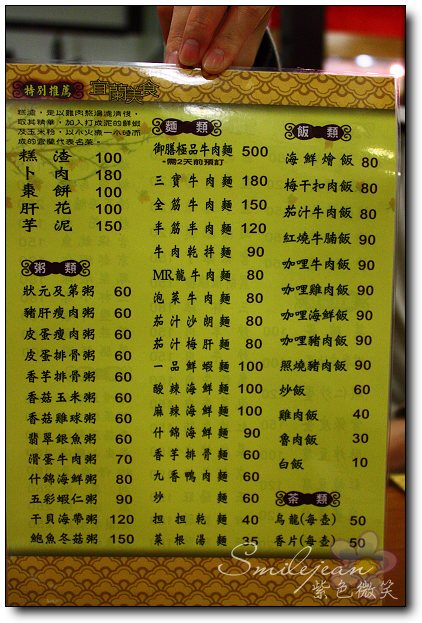 特別推薦 宜蘭美食
糕渣，是以雞肉熬湯濾清後，
取其精華，加入打成泥的鮮蝦
及玉米粉，以小火熬一小時而
成的宜蘭代表名菜。
糕渣 100
卜肉 180
棗餅 100
肝花 100
芋泥 150
粥類
狀元及第粥 60
豬肝瘦肉粥 60
皮蛋瘦肉粥 60
皮蛋排骨粥 60
香芋排骨粥 60
香菇玉米粥 60
香菇雞球粥 60
翡翠銀魚粥 60
滑蛋牛肉粥 70
什錦海鮮粥 80
五彩蝦仁粥 90
干貝海帶粥 120
鮑魚冬菇粥 150
麵類
御膳極品牛肉麵 500
-需2天前預訂
三寶牛肉麵 180
全筋牛肉麵 150
半筋半肉麵 120
牛肉乾拌麵 90
MR.龍牛肉麵 80
泡菜牛肉麵 80
茄汁沙朗麵 80
茄汁梅肝麵 80
一品鮮蝦麵 100
酸辣海鮮麵 100
麻辣海鮮麵 100
什錦海鮮麵 90
香芋排骨麵 60
九香鴨肉麵 60
炒麵 60
担担乾麵 40
菜根湯麵 35
飯類
海鮮燴飯 80
梅干扣肉飯 80
茄汁牛肉飯 80
紅燒牛腩飯 90
咖哩牛肉飯 90
咖哩雞肉飯 90
咖哩海鮮飯 90
咖哩豬肉飯 90
照燒豬肉飯 90
炒飯 60
雞肉飯 40
魯肉飯 30
白飯 10
茶類
烏龍(每壺) 50
香片(每壺) 50
Smilejean
紫色微笑